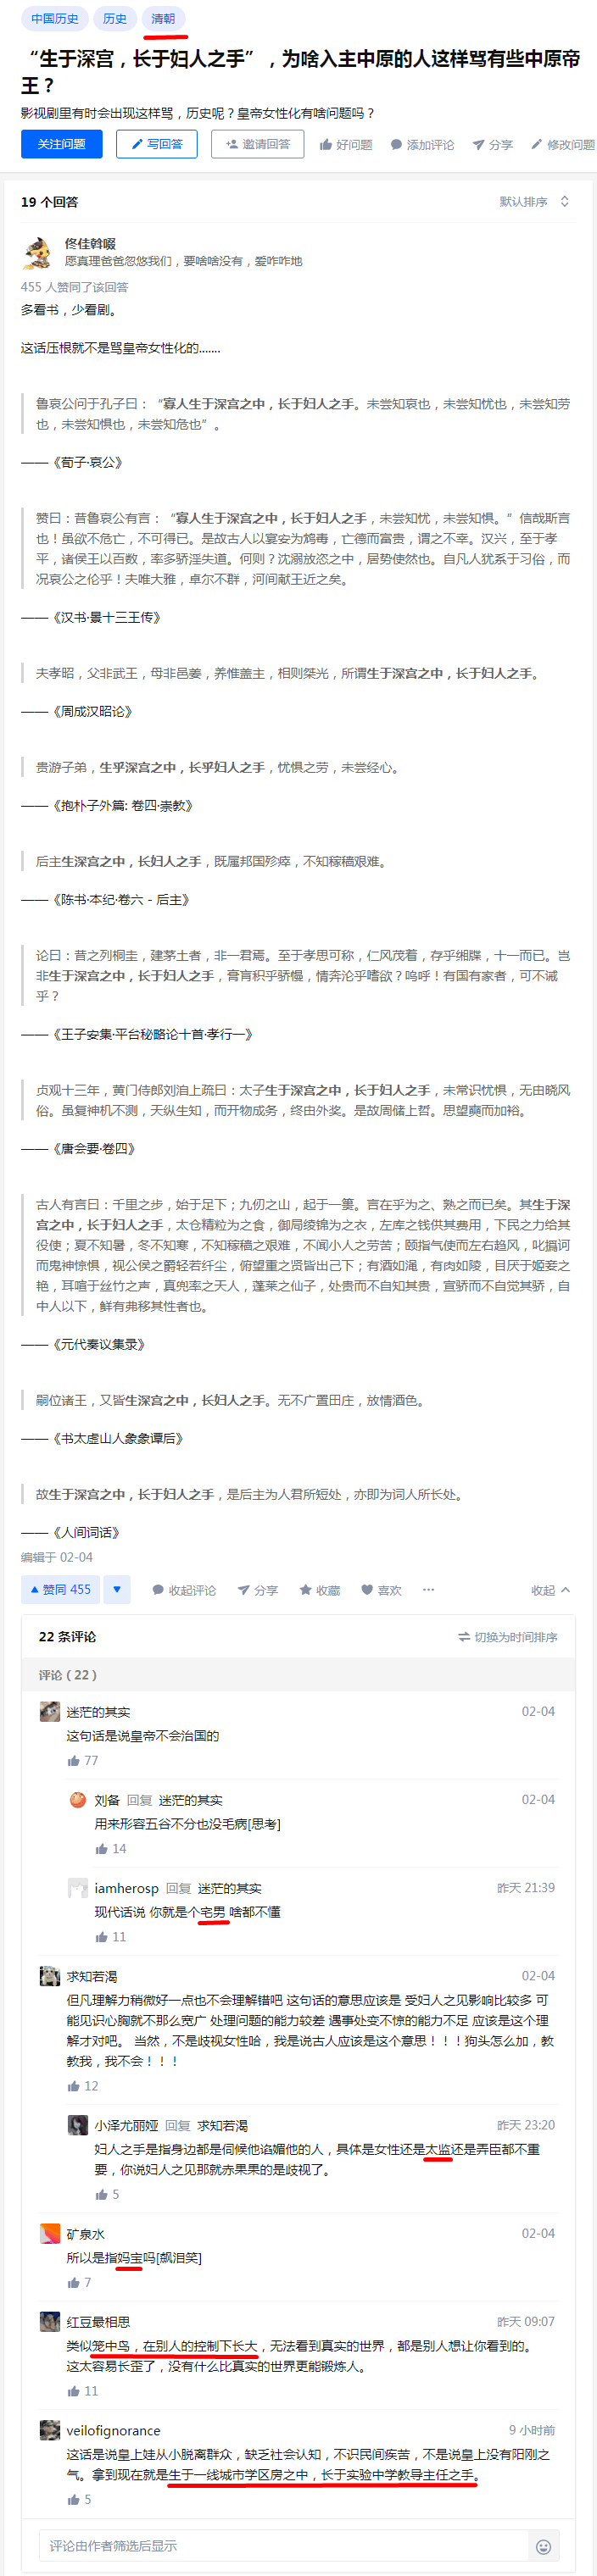 中国历史 历史 清朝
“生于深宫，长于妇人之手”，为啥入主中原的人这样骂有些中原帝
王？
影视剧里有时会出现这样骂，历史呢？皇帝女性化有啥问题吗？
关注问题 写回答 邀请回答 好问题 添加评论 分享 修改问题
19 个回答 默认排序
佟佳斡啜
愿真理爸爸忽悠我们，要啥啥没有，爱咋咋地
455 人赞同了该回答
多看书，少看剧。
这话压根就不是骂皇帝女性化的.......
鲁哀公问于孔子曰：“寡人生于深宫之中，长于妇人之手。未尝知哀也，未尝知忧也，未尝知劳
也，未尝知惧也，未尝知危也”。
——《荀子·哀公》
赞曰：昔鲁哀公有言：“寡人生于深宫之中，长于妇人之手，未尝知忧，未尝知惧。”信哉斯言
也！虽欲不危亡，不可得已。是故古人以宴安为鸩毒，亡德而富贵，谓之不幸。汉兴，至于孝
平，诸侯王以百数，率多骄淫失道。何则？沈溺放恣之中，居势使然也。自凡人犹系于习俗，而
况哀公之伦乎！夫唯大雅，卓尔不群，河间献王近之矣。
——《汉书·景十三王传》
夫孝昭，父非武王，母非邑姜，养惟盖主，相则桀光，所谓生于深宫之中，长于妇人之手。
——《周成汉昭论》
贵游子弟，生乎深宫之中，长乎妇人之手，忧惧之劳，未尝经心。
——《抱朴子外篇: 卷四·崇教》
后主生深宫之中，长妇人之手，既属邦国殄瘁，不知稼穑艰难。
——《陈书·本纪·卷六 - 后主》
论曰：昔之列桐圭，建茅土者，非一君焉。至于孝思可称，仁风茂着，存乎缃牒，十一而已。岂
非生于深宫之中，长于妇人之手，膏肓积乎骄慢，情奔沦乎嗜欲？呜呼！有国有家者，可不诫
乎？
——《王子安集·平台秘略论十首·孝行一》
贞观十三年，黄门侍郎刘洎上疏曰：太子生于深宫之中，长于妇人之手，未常识忧惧，无由晓风
俗。虽复神机不测，天纵生知，而开物成务，终由外奖。是故周储上哲。思望奭而加裕。
——《唐会要·卷四》
古人有言曰：千里之步，始于足下；九仞之山，起于一篑。言在乎为之、熟之而已矣。其生于深
宫之中，长于妇人之手，太仓精粒为之食，御局绫锦为之衣，左库之钱供其费用，下民之力给其
役使；夏不知暑，冬不知寒，不知稼穑之艰难，不闻小人之劳苦；颐指气使而左右趋风，叱撝诃
而鬼神惊惧，视公侯之爵轻若纤尘，俯望重之贤皆出己下；有酒如渑，有肉如陵，目厌于姬妾之
艳，耳喧于丝竹之声，真兜率之天人，蓬莱之仙子，处贵而不自知其贵，宣骄而不自觉其骄，自
中人以下，鲜有弗移其性者也。
——《元代奏议集录》
嗣位诸王，又皆生深宫之中，长妇人之手。无不广置田庄，放情酒色。
——《书太虚山人象象谭后》
故生于深宫之中，长于妇人之手，是后主为人君所短处，亦即为词人所长处。
——《人间词话》
编辑于 02-04
赞同 455 收起评论 分享 收藏 喜欢 ··· 收起
22 条评论 切换为时间排序
评论（22）
迷茫的其实 02-04
这句话是说皇帝不会治国的
77
刘备 回复 迷茫的其实 02-04
用来形容五谷不分也没毛病[思考]
14
iamherosp 回复 迷茫的其实 昨天 21:39
现代话说 你就是个宅男 啥都不懂
11
求知若渴 02-04
但凡理解力稍微好一点也不会理解错吧 这句话的意思应该是 受妇人之见影响比较多 可
能见识心胸就不那么宽广 处理问题的能力较差 遇事处变不惊的能力不足 应该是这个理
解才对吧。 当然，不是歧视女性哈，我是说古人应该是这个意思！！！狗头怎么加，教
教我，我不会！！！
12
小泽尤丽娅 回复 求知若渴 昨天 23:20
妇人之手是指身边都是伺候他谄媚他的人，具体是女性还是太监还是弄臣都不重
要，你说妇人之见那就赤果果的是歧视了。
5
矿泉水 02-04
所以是指妈宝吗[飙泪笑]
7
红豆最相思 昨天 09:07
类似笼中鸟，在别人的控制下长大，无法看到真实的世界，都是别人想让你看到的。
这太容易长歪了，没有什么比真实的世界更能锻炼人。
11
veilofignorance 9 小时前
这话是说皇上娃从小脱离群众，缺乏社会认知，不识民间疾苦，不是说皇上没有阳刚之
气。拿到现在就是生于一线城市学区房之中，长于实验中学教导主任之手。
5
评论由作者筛选后显示